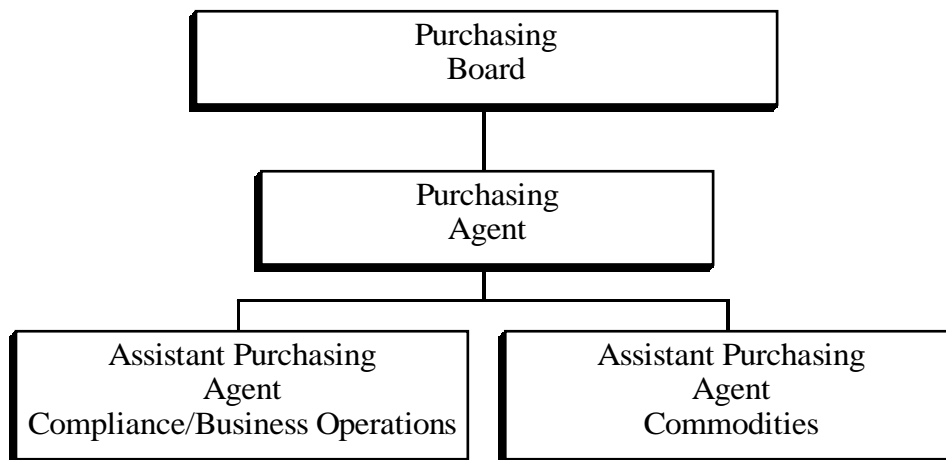 Purchasing
Board
Purchasing
Agent
Assistant Purchasing
Agent
Compliance/Business Operations
Assistant Purchasing
Agent
Commodities